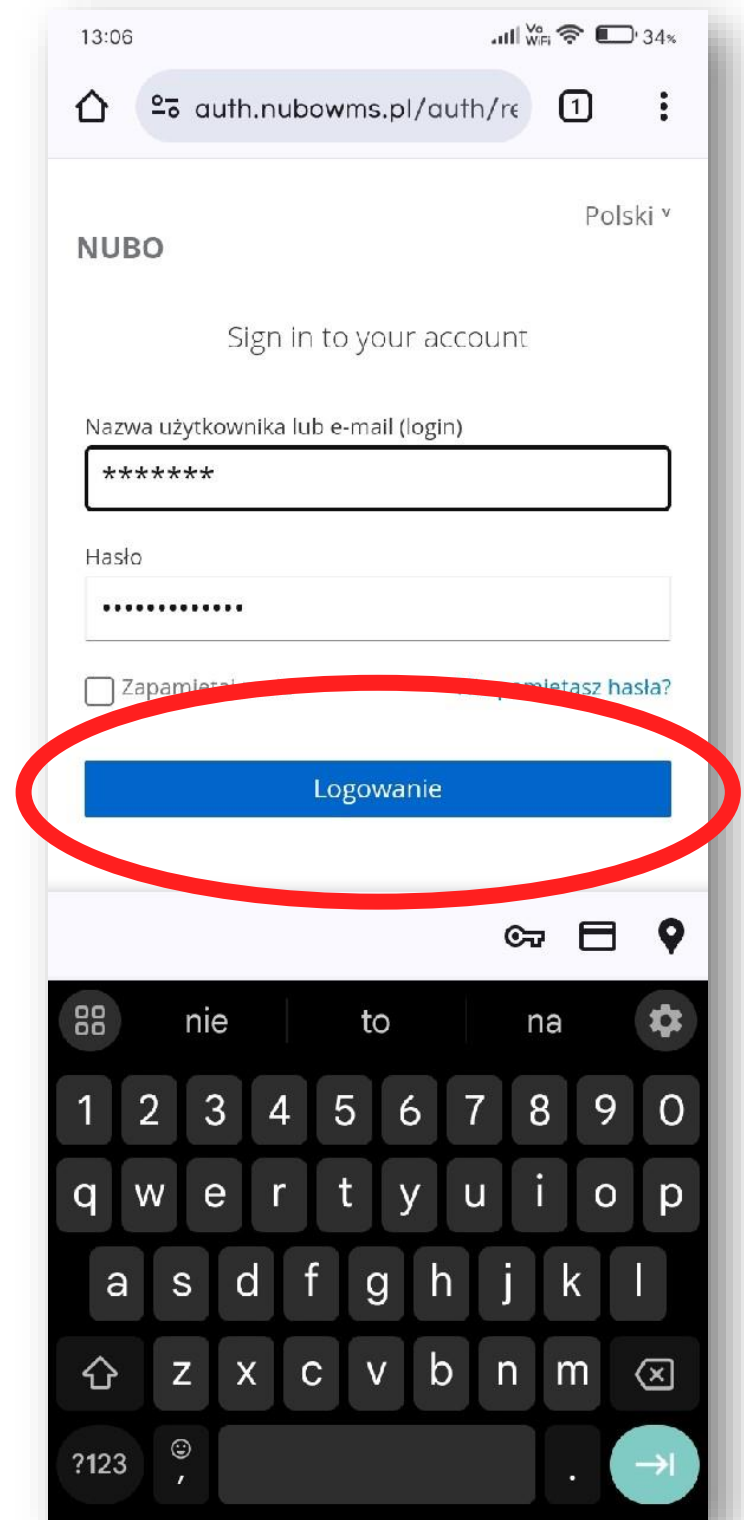 13:06 Vo WiFi 34%
auth.nubowms.pl/auth/re 1
Polski
NUBO
Sign in to your account
Nazwa użytkownika lub e-mail (login)
*******
Hasło
•••••••••••••
hasła?
Logowanie
nie to na
1 2 3 4 5 6 7 8 9 0
q w e r t y u i o p
a s d f g h j k l
z x c v b n m
?123 , .